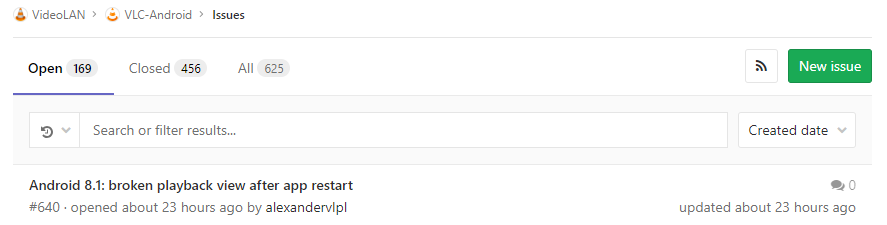 VideoLAN > VLC-Android > Issues
Open 169 Closed 456 All 625 New issue
Search or filter results... Created date
Android 8.1: broken playback view after app restart 0
#640 · opened about 23 hours ago by alexandervlpl updated about 23 hours ago